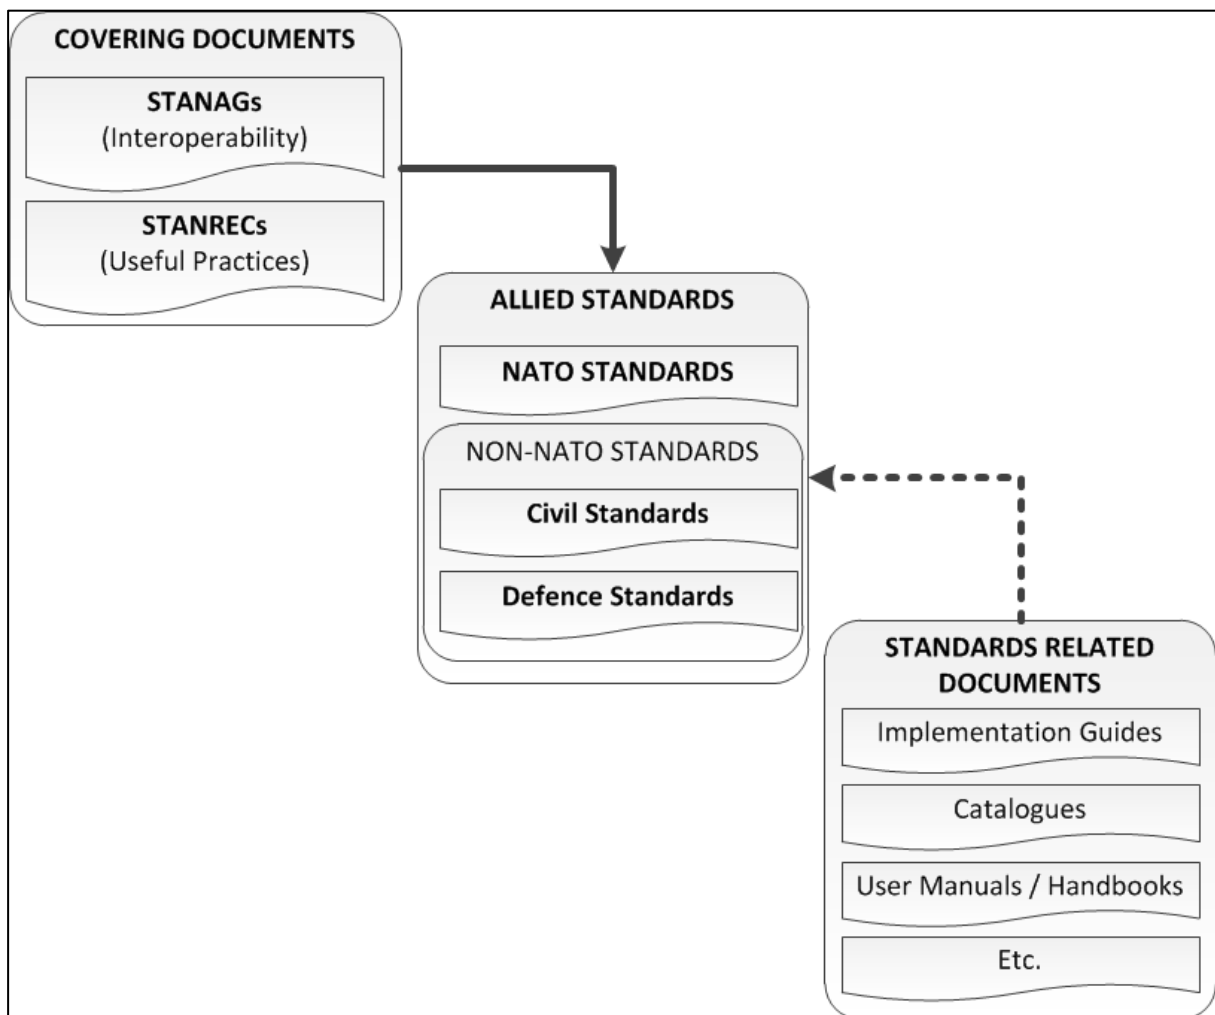 COVERING DOCUMENTS
STANAGs
(Interoperability)
STANRECs
(Useful Practices)
ALLIED STANDARDS
NATO STANDARDS
NON-NATO STANDARDS
Civil Standards
Defence Standards
STANDARDS RELATED
DOCUMENTS
Implementation Guides
Catalogues
User Manuals / Handbooks
Etc.